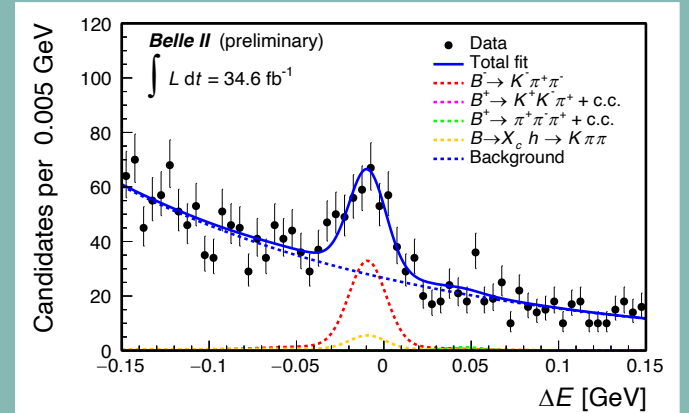 Belle II (preliminary)
∫ L dt = 34.6 fb⁻¹
Data
Total fit
B⁻→ K⁻π⁺π⁻
B⁺→ K⁺K⁻π⁺ + c.c.
B⁺→ π⁺π⁻π⁺ + c.c.
B→X_c h → Kππ
Background
Candidates per 0.005 GeV
120
100
80
60
40
20
0
−0.15 −0.1 −0.05 0 0.05 0.1 0.15
ΔE [GeV]